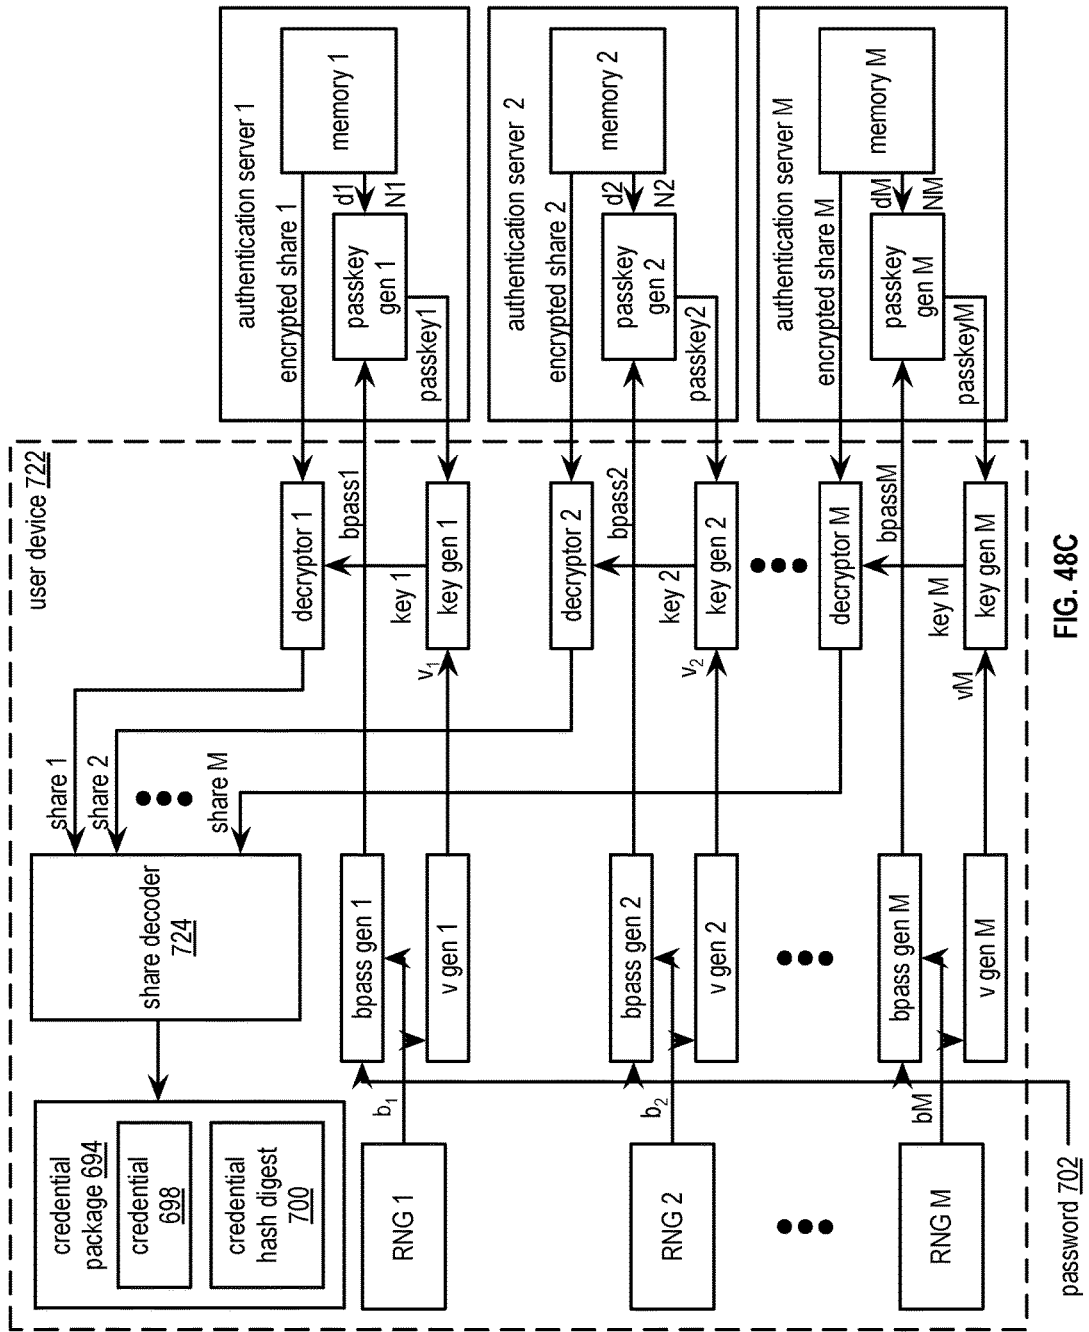 user device 722
credential
package 694
credential
698
credential
hash digest
700
share decoder
724
share 1
share 2
share M
RNG 1
b1
bpass gen 1
v gen 1
v1
decryptor 1
key 1
key gen 1
bpass1
authentication server 1
encrypted share 1
memory 1
d1
N1
passkey
gen 1
passkey1
RNG 2
b2
bpass gen 2
v gen 2
v2
decryptor 2
key 2
key gen 2
bpass2
authentication server 2
encrypted share 2
memory 2
d2
N2
passkey
gen 2
passkey2
RNG M
bM
bpass gen M
v gen M
vM
decryptor M
key M
key gen M
bpassM
authentication server M
encrypted share M
memory M
dM
NM
passkey
gen M
passkeyM
password 702
FIG. 48C